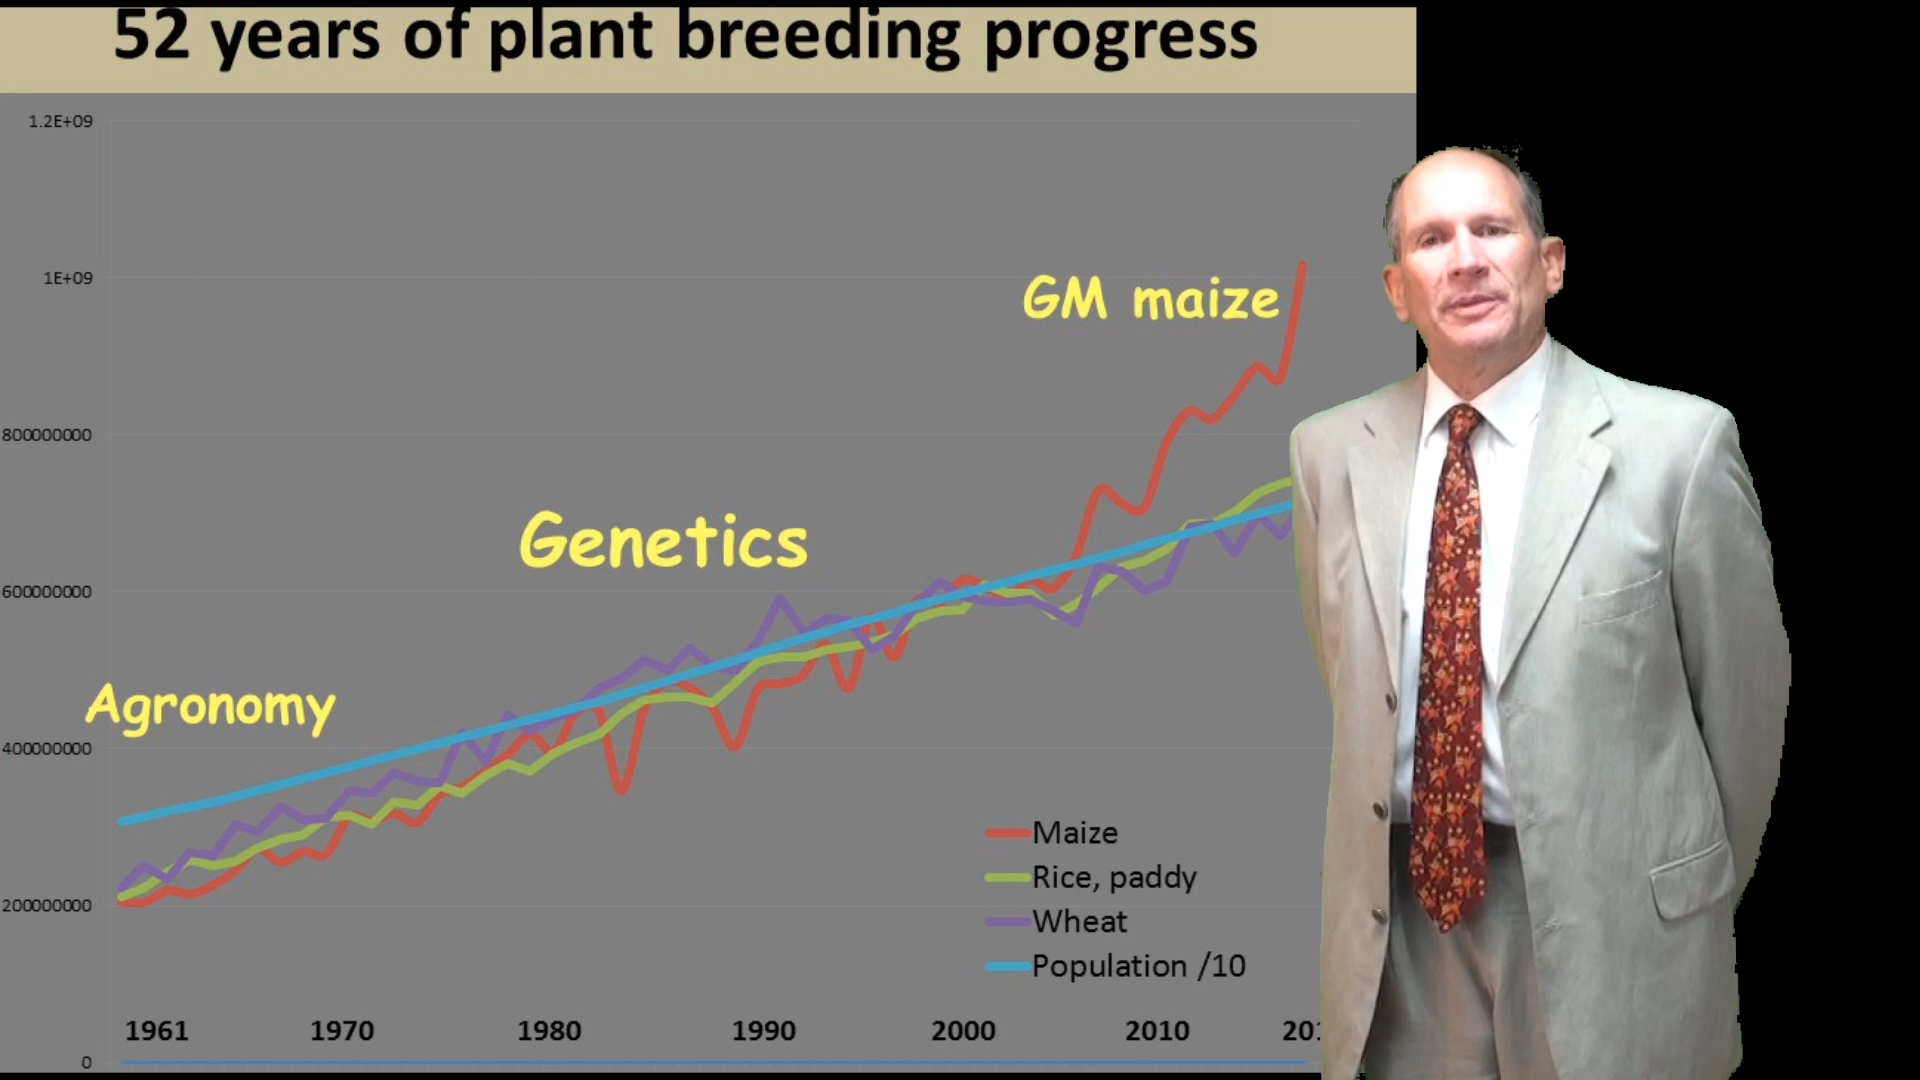 52 years of plant breeding progress
1.2E+09
1E+09
800000000
600000000
400000000
200000000
0
GM maize
Genetics
Agronomy
Maize
Rice, paddy
Wheat
Population /10
1961 1970 1980 1990 2000 2010